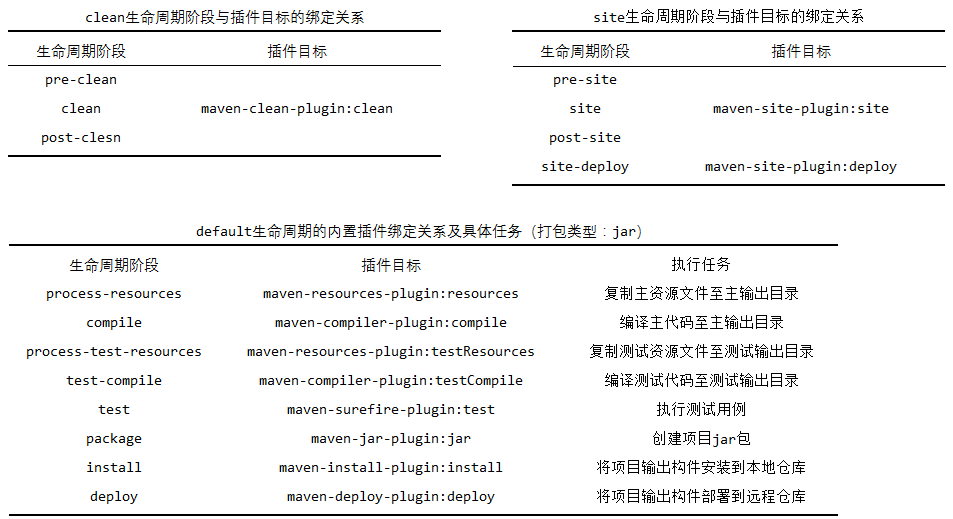 clean生命周期阶段与插件目标的绑定关系
生命周期阶段 插件目标
pre-clean
clean maven-clean-plugin:clean
post-clesn
site生命周期阶段与插件目标的绑定关系
生命周期阶段 插件目标
pre-site
site maven-site-plugin:site
post-site
site-deploy maven-site-plugin:deploy
default生命周期的内置插件绑定关系及具体任务（打包类型：jar）
生命周期阶段 插件目标 执行任务
process-resources maven-resources-plugin:resources 复制主资源文件至主输出目录
compile maven-compiler-plugin:compile 编译主代码至主输出目录
process-test-resources maven-resources-plugin:testResources 复制测试资源文件至测试输出目录
test-compile maven-compiler-plugin:testCompile 编译测试代码至测试输出目录
test maven-surefire-plugin:test 执行测试用例
package maven-jar-plugin:jar 创建项目jar包
install maven-install-plugin:install 将项目输出构件安装到本地仓库
deploy maven-deploy-plugin:deploy 将项目输出构件部署到远程仓库